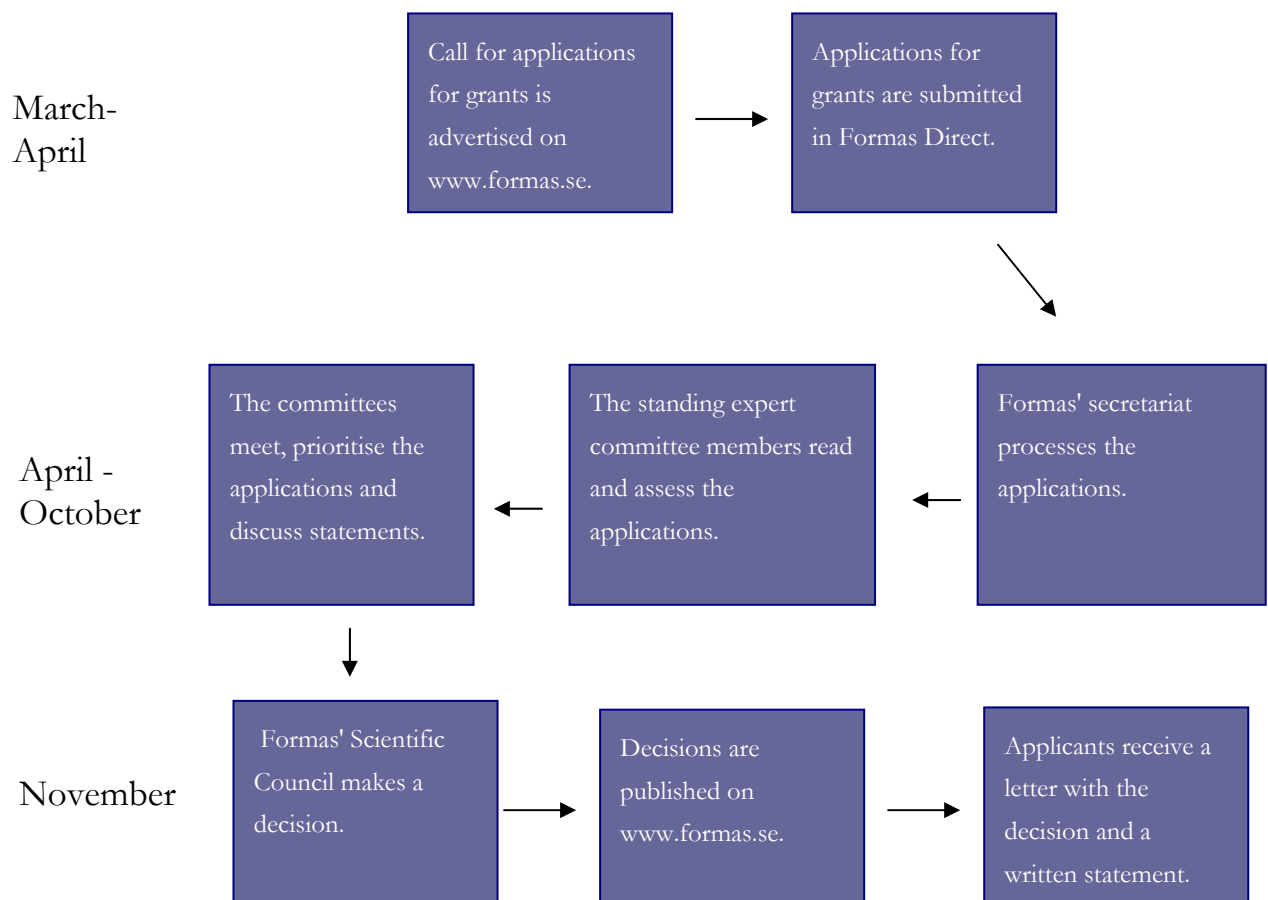 March-
April
Call for applications
for grants is
advertised on
www.formas.se.
Applications for
grants are submitted
in Formas Direct.
April -
October
The committees
meet, prioritise the
applications and
discuss statements.
The standing expert
committee members read
and assess the
applications.
Formas' secretariat
processes the
applications.
November
Formas' Scientific
Council makes a
decision.
Decisions are
published on
www.formas.se.
Applicants receive a
letter with the
decision and a
written statement.